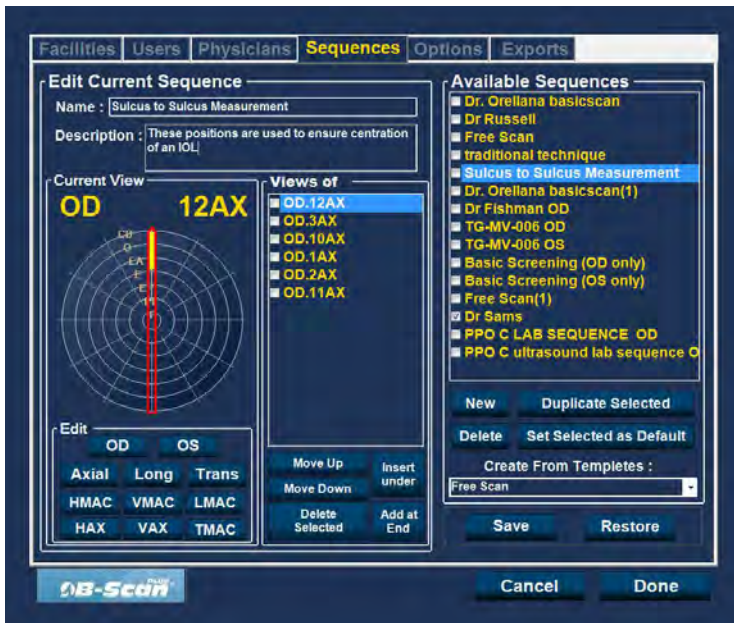 Facilities Users Physicians Sequences Options Exports
Edit Current Sequence
Name : Sulcus to Sulcus Measurement
Description : These positions are used to ensure centration
of an IOL
Current View
OD 12AX
CB
O
LA
E
E
M
F
Edit
OD OS
Axial Long Trans
HMAC VMAC LMAC
HAX VAX TMAC
Views of
OD.12AX
OD.3AX
OD.10AX
OD.1AX
OD.2AX
OD.11AX
Move Up
Move Down
Insert
under
Delete
Selected
Add at
End
Available Sequences
Dr. Orellana basicscan
Dr Russell
Free Scan
traditional technique
Sulcus to Sulcus Measurement
Dr. Orellana basicscan(1)
Dr Fishman OD
TG-MV-006 OD
TG-MV-006 OS
Basic Screening (OD only)
Basic Screening (OS only)
Free Scan(1)
Dr Sams
PPO C LAB SEQUENCE OD
PPO C ultrasound lab sequence O
New Duplicate Selected
Delete Set Selected as Default
Create From Templetes :
Free Scan
Save Restore
B-Scan PLUS
Cancel Done